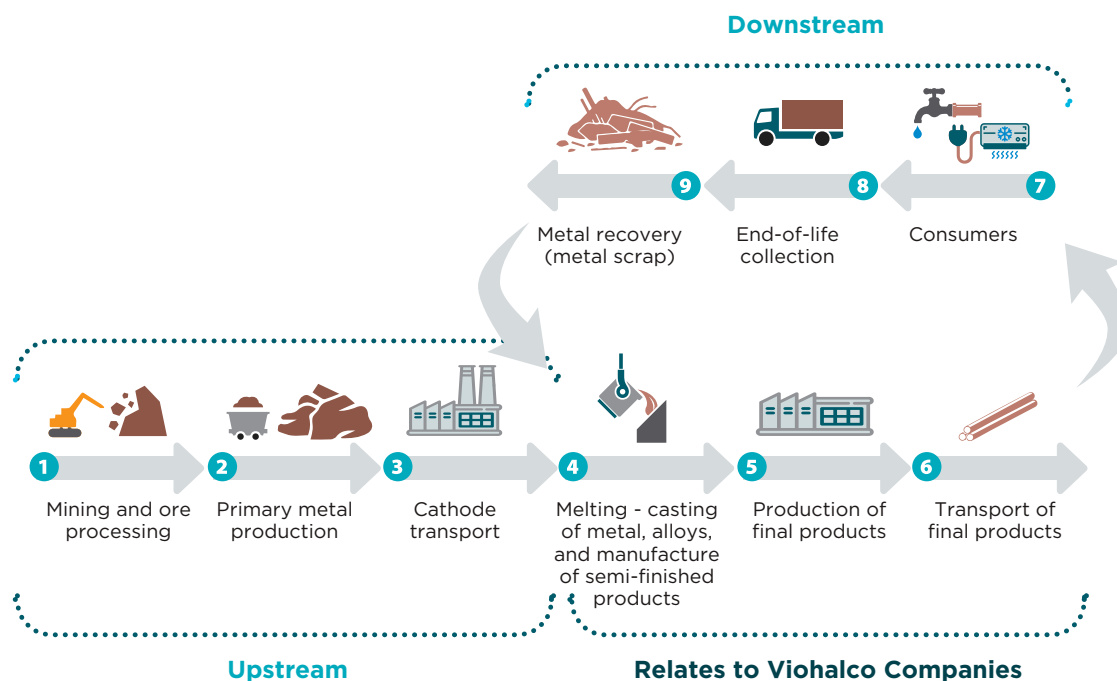 Downstream
9
8
7
Metal recovery
(metal scrap)
End-of-life
collection
Consumers
1
2
3
4
5
6
Mining and ore
processing
Primary metal
production
Cathode
transport
Melting - casting
of metal, alloys,
and manufacture
of semi-finished
products
Production of
final products
Transport of
final products
Upstream
Relates to Viohalco Companies